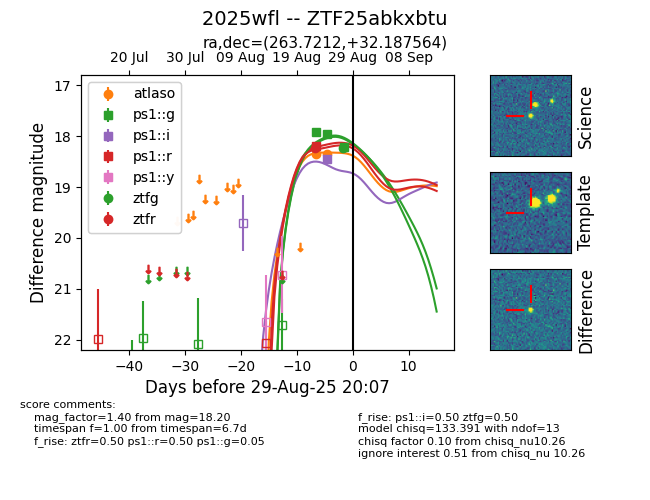 2025wfl -- ZTF25abkxbtu
ra,dec=(263.7212,+32.187564)
20 Jul 30 Jul 09 Aug 19 Aug 29 Aug 08 Sep
17
18
19
20
21
22
Difference magnitude
atlaso
ps1::g
ps1::i
ps1::r
ps1::y
ztfg
ztfr
−40 −30 −20 −10 0 10
Days before 29-Aug-25 20:07
Science
Template
Difference
score comments:
mag_factor=1.40 from mag=18.20
timespan f=1.00 from timespan=6.7d
f_rise: ztfr=0.50 ps1::r=0.50 ps1::g=0.05
f_rise: ps1::i=0.50 ztfg=0.50
model chisq=133.391 with ndof=13
chisq factor 0.10 from chisq_nu10.26
ignore interest 0.51 from chisq_nu 10.26